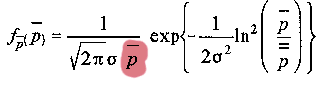 f_p̅(p̅) = 1 / (√2π σ p̅) exp{-1/(2σ²) ln²(p̅ / p̿)}